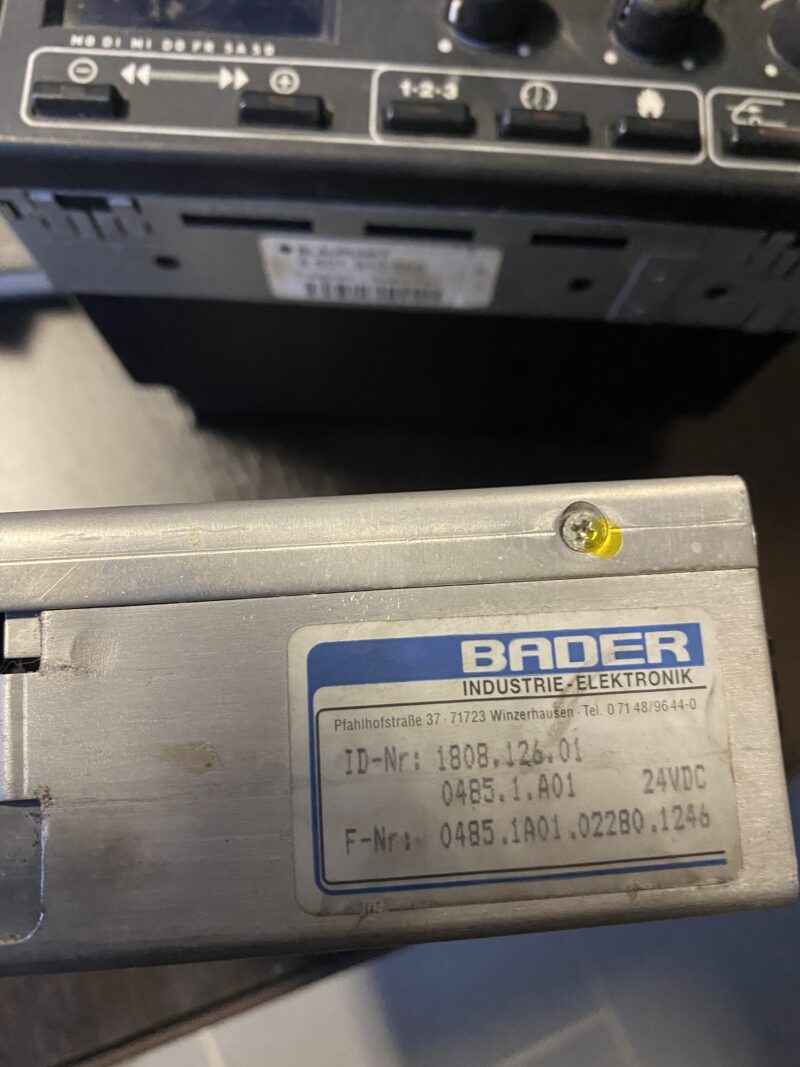 MO DI MI DO FR SA SO
1·2·3
BADER
INDUSTRIE-ELEKTRONIK
Pfahlhofstraße 37 · 71723 Winzerhausen · Tel. 0 71 48/96 44-0
ID-Nr: 1808.126.01
0485.1.A01 24VDC
F-Nr: 0485.1A01.02280.1246